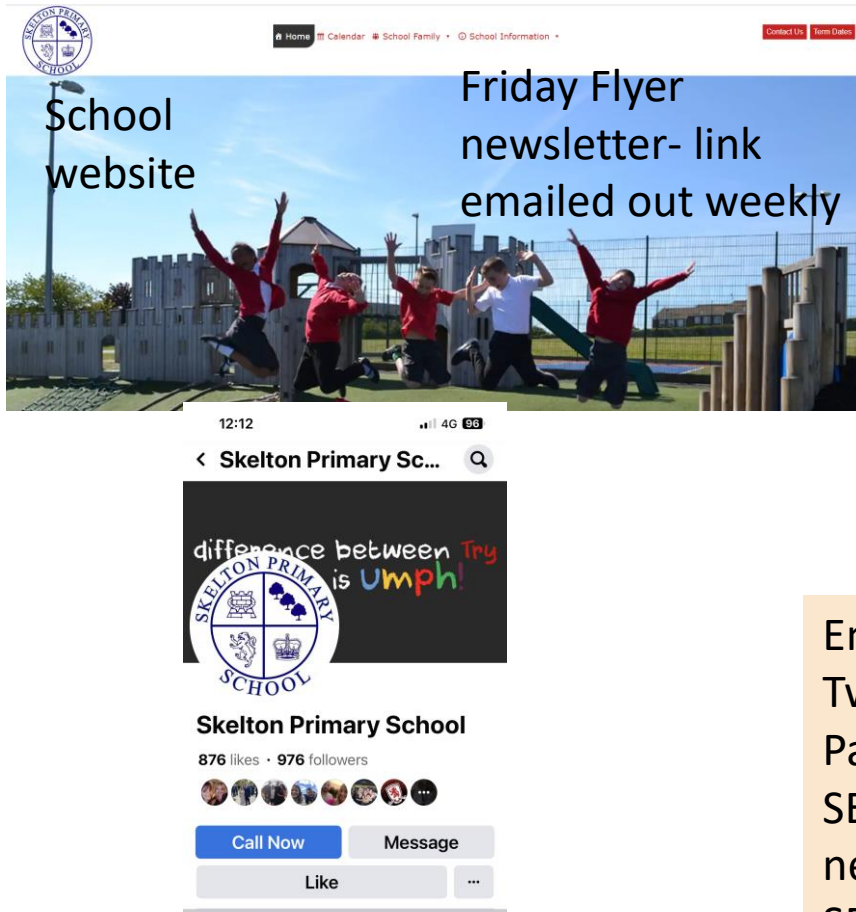 SKELTON PRIMARY SCHOOL
Home Calendar School Family School Information
Contact Us Term Dates
School
website
Friday Flyer
newsletter- link
emailed out weekly
12:12 4G 96
Skelton Primary Sc...
difference between Try
is Umph!
SKELTON PRIMARY SCHOOL
Skelton Primary School
876 likes · 976 followers
Call Now Message
Like